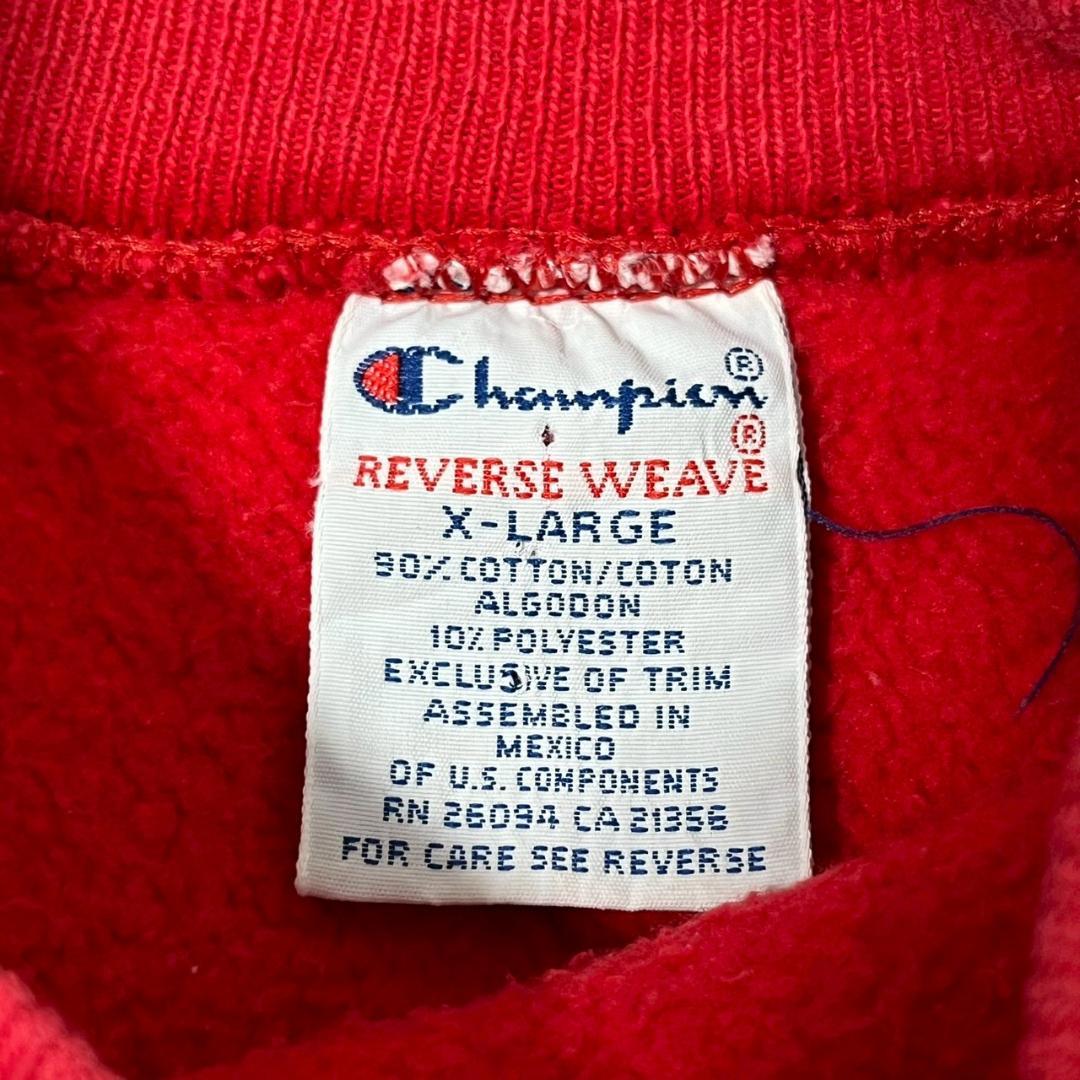 Champion®
REVERSE WEAVE®
X-LARGE
90% COTTON/COTON
ALGODON
10% POLYESTER
EXCLUSIVE OF TRIM
ASSEMBLED IN
MEXICO
OF U.S. COMPONENTS
RN 26094 CA 21356
FOR CARE SEE REVERSE